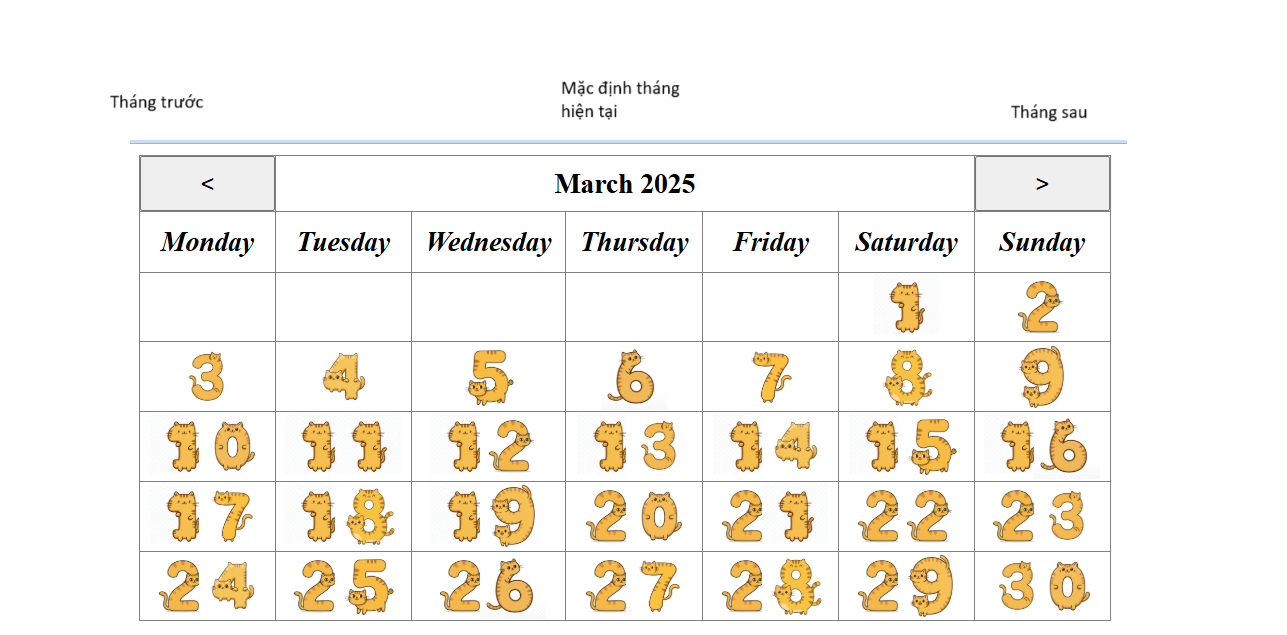 Tháng trước
Mặc định tháng
hiện tại
Tháng sau
< March 2025 >
Monday Tuesday Wednesday Thursday Friday Saturday Sunday
1 2
3 4 5 6 7 8 9
10 11 12 13 14 15 16
17 18 19 20 21 22 23
24 25 26 27 28 29 30